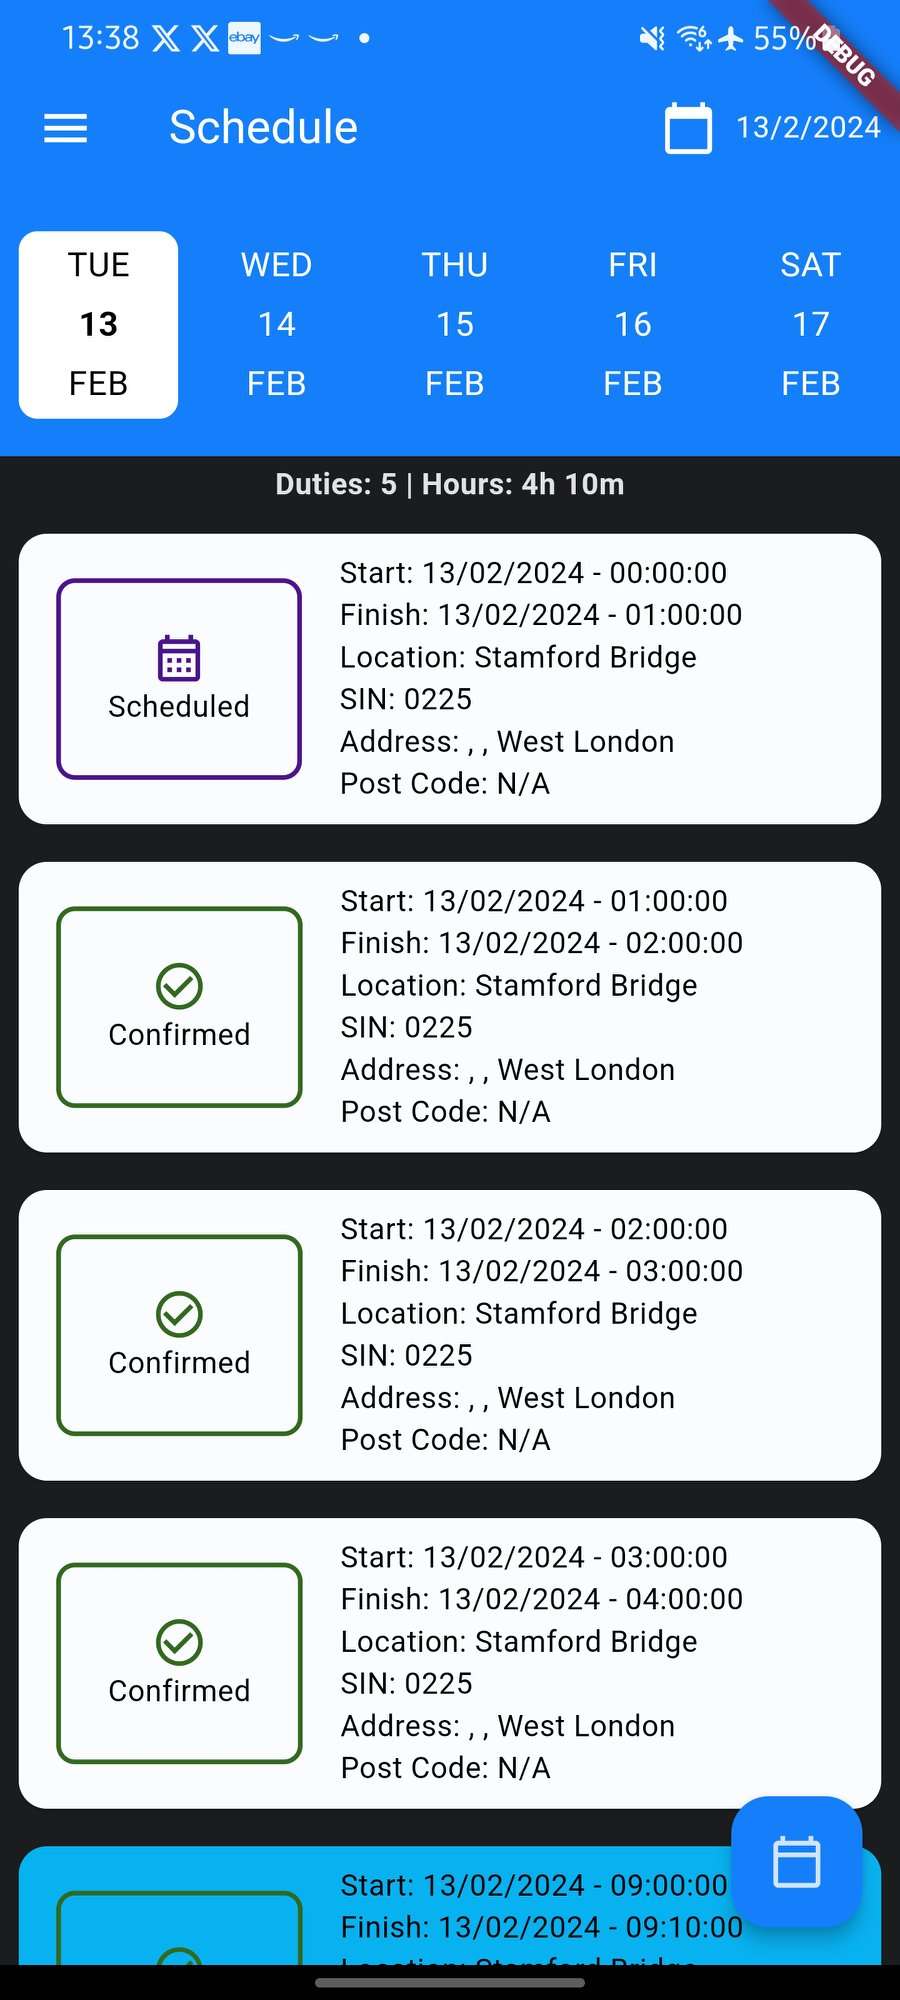 13:38 ebay 55%
DEBUG
Schedule 13/2/2024
TUE WED THU FRI SAT
13 14 15 16 17
FEB FEB FEB FEB FEB
Duties: 5 | Hours: 4h 10m
Start: 13/02/2024 - 00:00:00
Finish: 13/02/2024 - 01:00:00
Location: Stamford Bridge
SIN: 0225
Address: , , West London
Post Code: N/A
Scheduled
Start: 13/02/2024 - 01:00:00
Finish: 13/02/2024 - 02:00:00
Location: Stamford Bridge
SIN: 0225
Address: , , West London
Post Code: N/A
Confirmed
Start: 13/02/2024 - 02:00:00
Finish: 13/02/2024 - 03:00:00
Location: Stamford Bridge
SIN: 0225
Address: , , West London
Post Code: N/A
Confirmed
Start: 13/02/2024 - 03:00:00
Finish: 13/02/2024 - 04:00:00
Location: Stamford Bridge
SIN: 0225
Address: , , West London
Post Code: N/A
Confirmed
Start: 13/02/2024 - 09:00:00
Finish: 13/02/2024 - 09:10:00